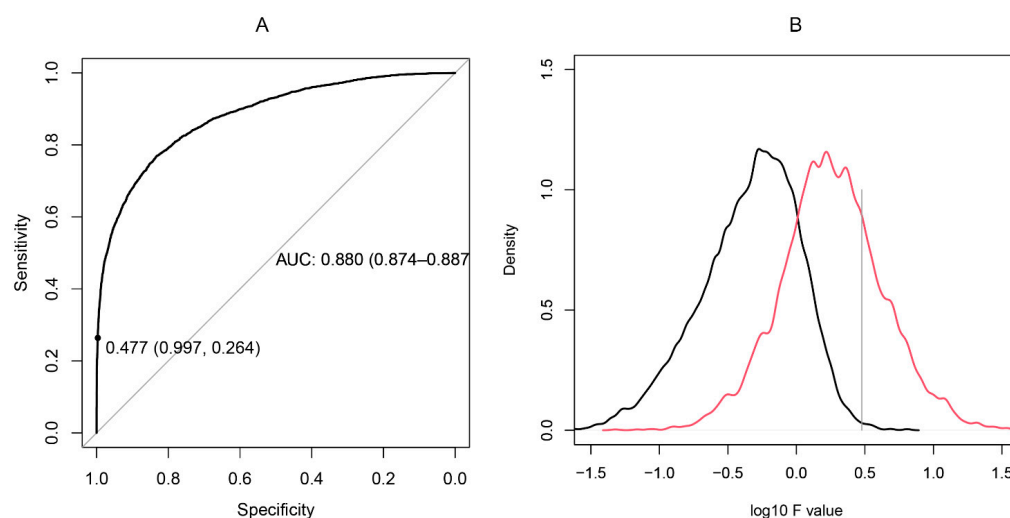 A
1.0
0.8
0.6
0.4
0.2
0.0
Sensitivity
AUC: 0.880 (0.874–0.887
0.477 (0.997, 0.264)
1.0 0.8 0.6 0.4 0.2 0.0
Specificity
B
1.5
1.0
0.5
0.0
Density
−1.5 −1.0 −0.5 0.0 0.5 1.0 1.5
log10 F value